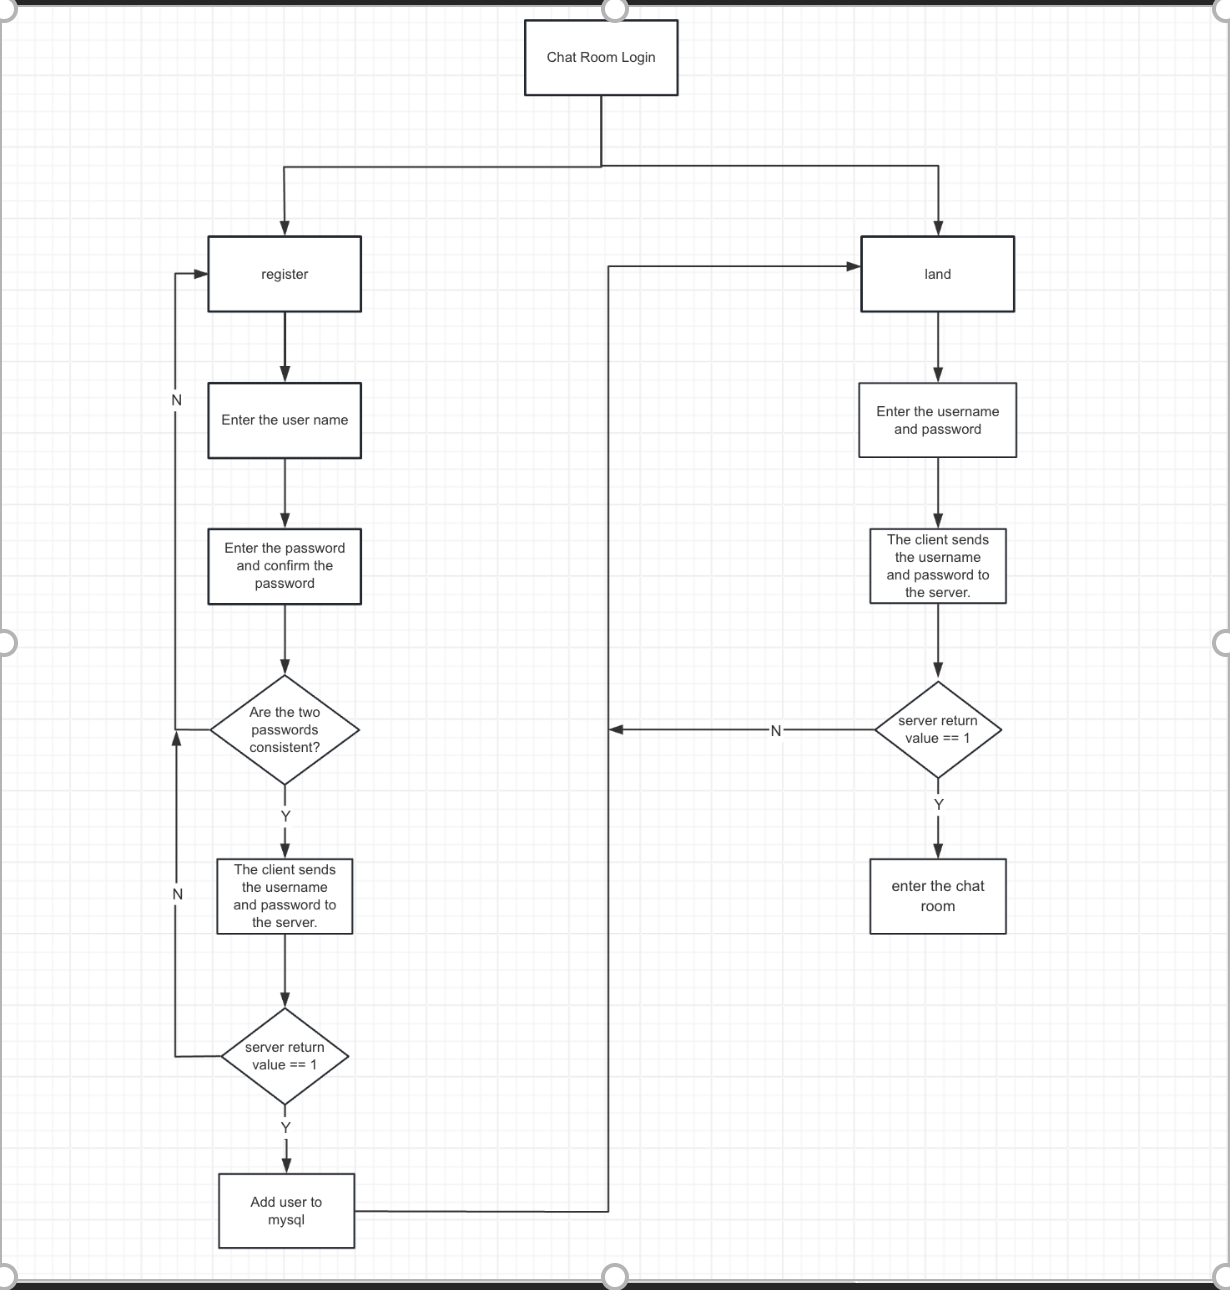 Chat Room Login
register
land
N
Enter the user name
Enter the username
and password
Enter the password
and confirm the
password
The client sends
the username
and password to
the server.
Are the two
passwords
consistent?
N
server return
value == 1
Y
Y
The client sends
the username
and password to
the server.
N
enter the chat
room
server return
value == 1
Y
Add user to
mysql